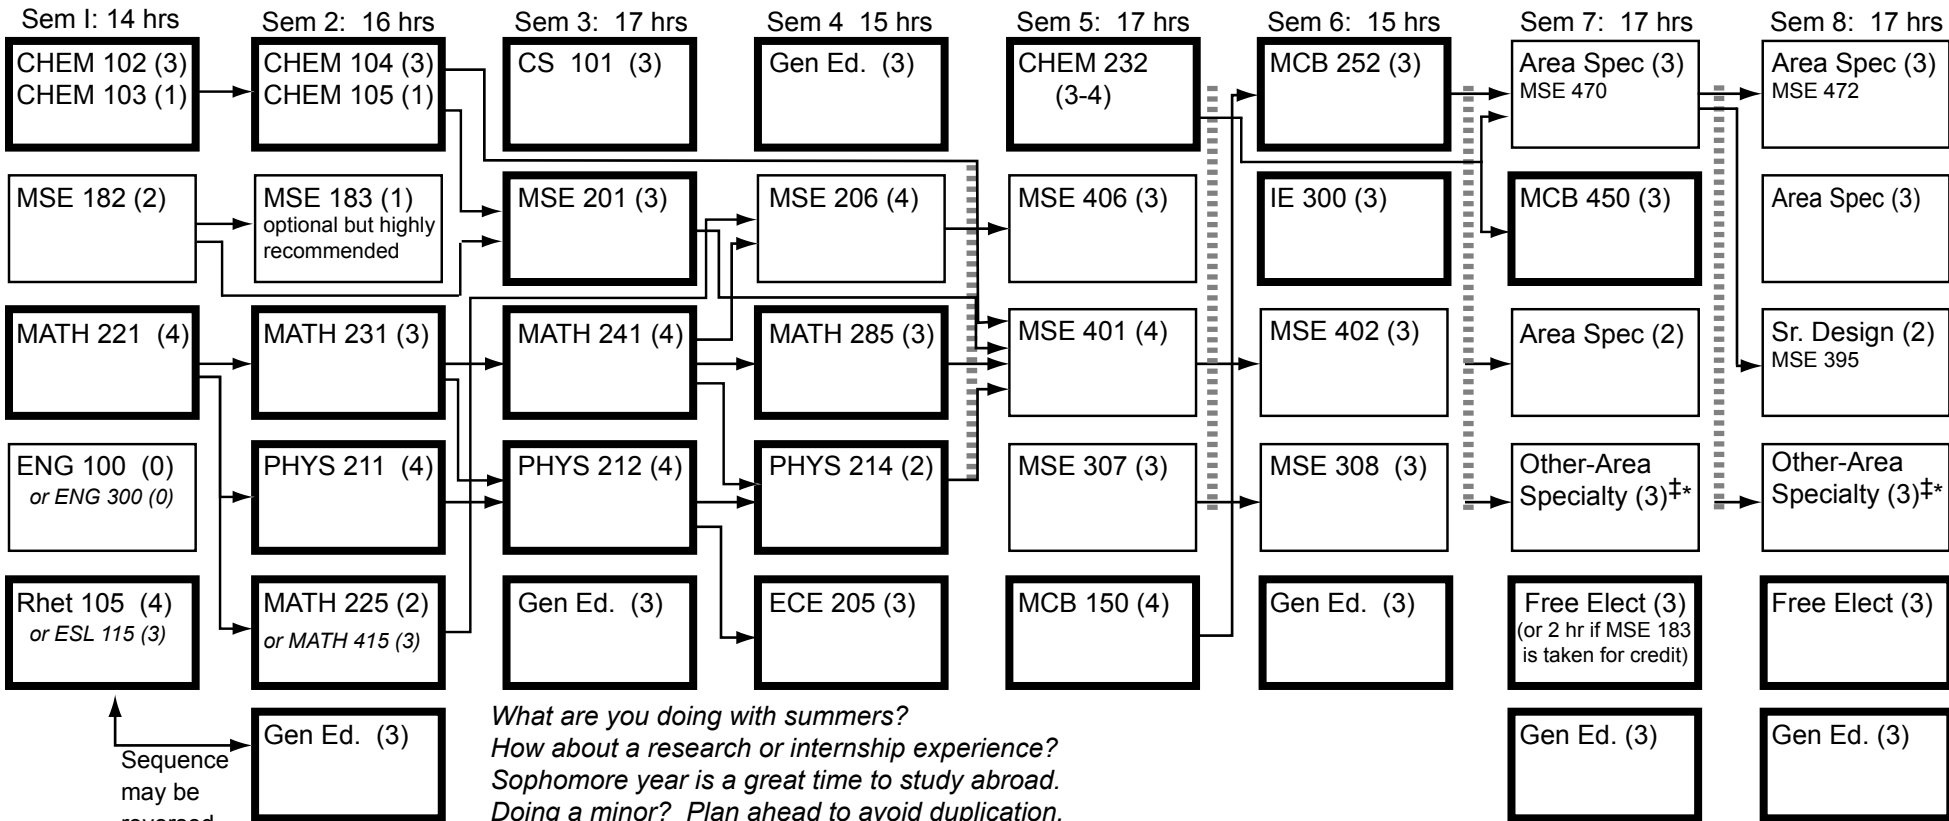 Sem I: 14 hrs
CHEM 102 (3)
CHEM 103 (1)
MSE 182 (2)
MATH 221 (4)
ENG 100 (0)
or ENG 300 (0)
Rhet 105 (4)
or ESL 115 (3)
Sequence
may be
reversed
Sem 2: 16 hrs
CHEM 104 (3)
CHEM 105 (1)
MSE 183 (1)
optional but highly
recommended
MATH 231 (3)
PHYS 211 (4)
MATH 225 (2)
or MATH 415 (3)
Gen Ed. (3)
Sem 3: 17 hrs
CS 101 (3)
MSE 201 (3)
MATH 241 (4)
PHYS 212 (4)
Gen Ed. (3)
Sem 4 15 hrs
Gen Ed. (3)
MSE 206 (4)
MATH 285 (3)
PHYS 214 (2)
ECE 205 (3)
What are you doing with summers?
How about a research or internship experience?
Sophomore year is a great time to study abroad.
Doing a minor? Plan ahead to avoid duplication.
Sem 5: 17 hrs
CHEM 232
(3-4)
MSE 406 (3)
MSE 401 (4)
MSE 307 (3)
MCB 150 (4)
Sem 6: 15 hrs
MCB 252 (3)
IE 300 (3)
MSE 402 (3)
MSE 308 (3)
Gen Ed. (3)
Sem 7: 17 hrs
Area Spec (3)
MSE 470
MCB 450 (3)
Area Spec (2)
Other-Area
Specialty (3)‡*
Free Elect (3)
(or 2 hr if MSE 183
is taken for credit)
Gen Ed. (3)
Sem 8: 17 hrs
Area Spec (3)
MSE 472
Area Spec (3)
Sr. Design (2)
MSE 395
Other-Area
Specialty (3)‡*
Free Elect (3)
Gen Ed. (3)